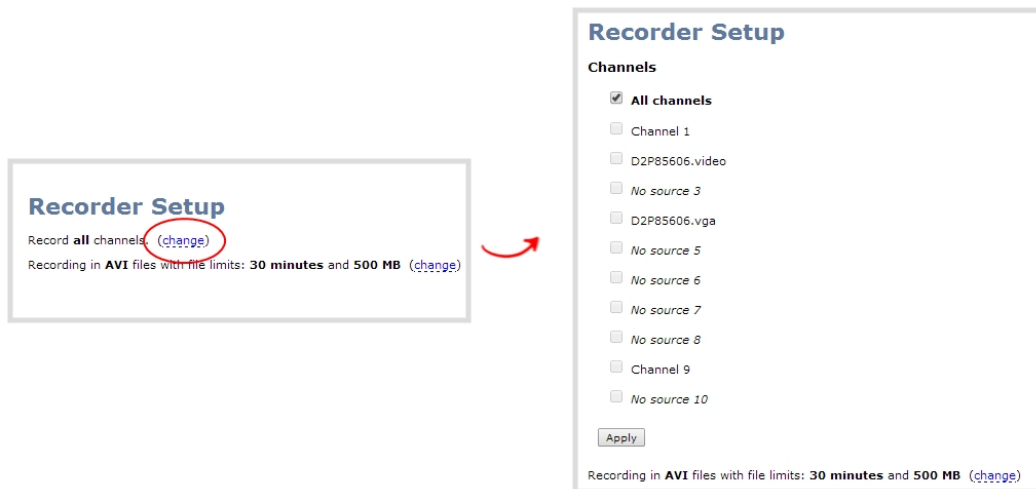 Recorder Setup
Record all channels. (change)
Recording in AVI files with file limits: 30 minutes and 500 MB (change)
Recorder Setup
Channels
All channels
Channel 1
D2P85606.video
No source 3
D2P85606.vga
No source 5
No source 6
No source 7
No source 8
Channel 9
No source 10
Apply
Recording in AVI files with file limits: 30 minutes and 500 MB (change)